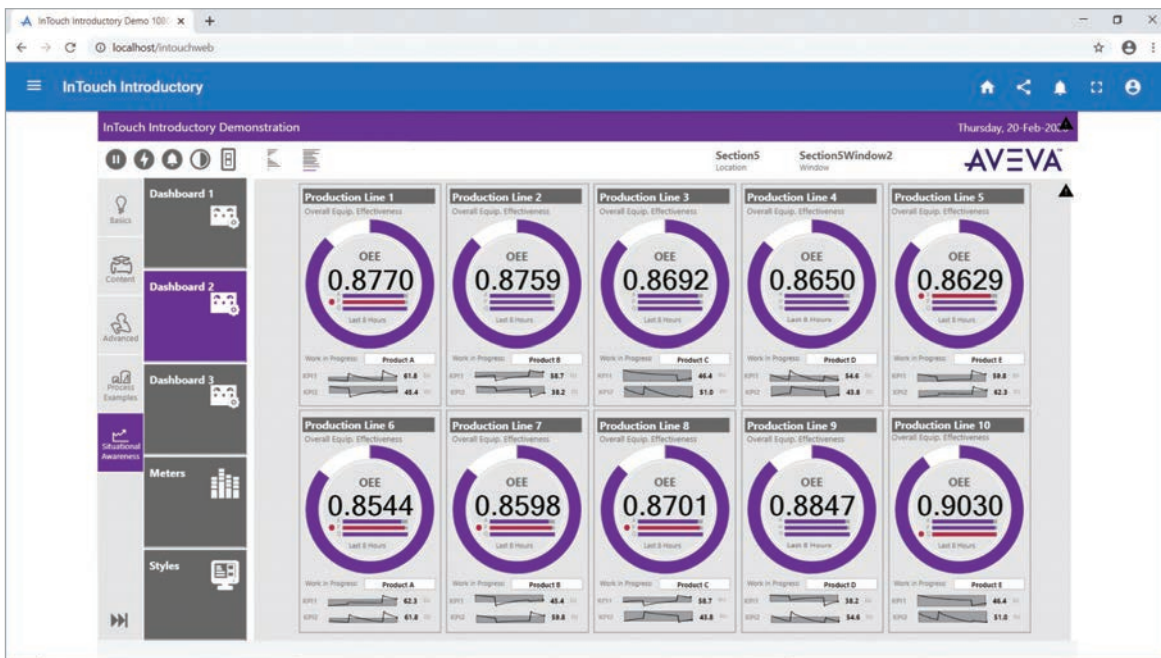 InTouch Introductory Demo 108
localhost/intouchweb
InTouch Introductory
InTouch Introductory Demonstration
Thursday, 20-Feb-20
Section5
Location
Section5Window2
Window
AVEVA
Basics
Content
Advanced
Process
Examples
Situational
Awareness
Dashboard 1
Dashboard 2
Dashboard 3
Meters
Styles
Production Line 1
Overall Equip. Effectiveness
OEE
0.8770
Last 8 Hours
Work in Progress: Product A
KPI1 61.8
KPI2 45.4
Production Line 2
Overall Equip. Effectiveness
OEE
0.8759
Last 8 Hours
Work in Progress: Product B
KPI1 58.7
KPI2 38.2
Production Line 3
Overall Equip. Effectiveness
OEE
0.8692
Last 8 Hours
Work in Progress: Product C
KPI1 46.4
KPI2 51.0
Production Line 4
Overall Equip. Effectiveness
OEE
0.8650
Last 8 Hours
Work in Progress: Product D
KPI1 54.6
KPI2 45.8
Production Line 5
Overall Equip. Effectiveness
OEE
0.8629
Last 8 Hours
Work in Progress: Product E
KPI1 59.8
KPI2 62.3
Production Line 6
Overall Equip. Effectiveness
OEE
0.8544
Last 8 Hours
Work in Progress: Product A
KPI1 62.3
KPI2 61.8
Production Line 7
Overall Equip. Effectiveness
OEE
0.8598
Last 8 Hours
Work in Progress: Product B
KPI1 45.4
KPI2 59.8
Production Line 8
Overall Equip. Effectiveness
OEE
0.8701
Last 8 Hours
Work in Progress: Product C
KPI1 58.7
KPI2 45.8
Production Line 9
Overall Equip. Effectiveness
OEE
0.8847
Last 8 Hours
Work in Progress: Product D
KPI1 38.2
KPI2 54.6
Production Line 10
Overall Equip. Effectiveness
OEE
0.9030
Last 8 Hours
Work in Progress: Product E
KPI1 46.4
KPI2 51.0